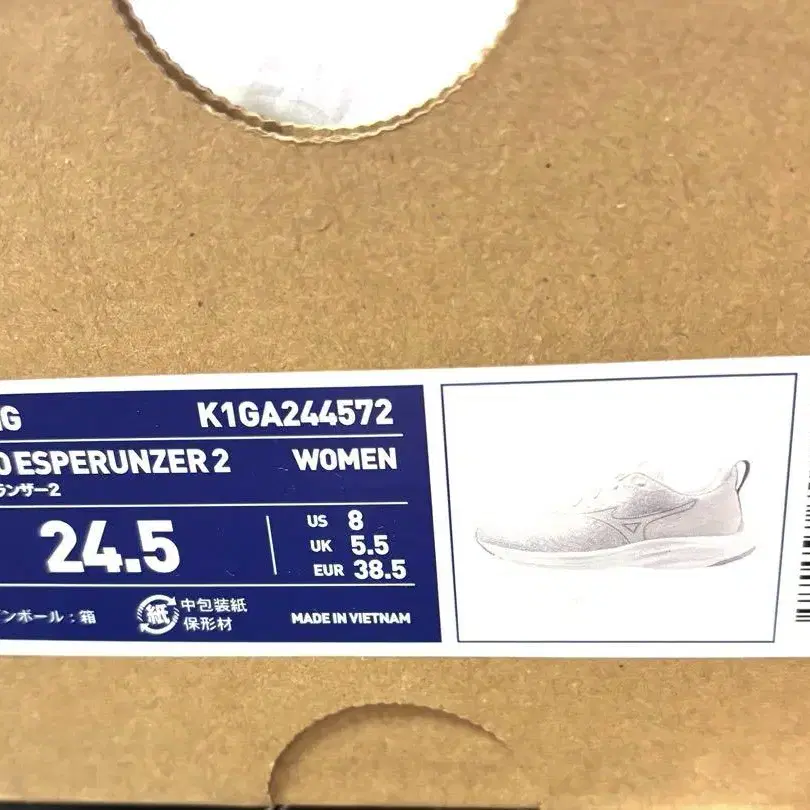 K1GA244572
ESPERUNZER 2 WOMEN
ランザー2
24.5
US 8
UK 5.5
EUR 38.5
ンボール：箱
紙 中包装紙
保形材
MADE IN VIETNAM